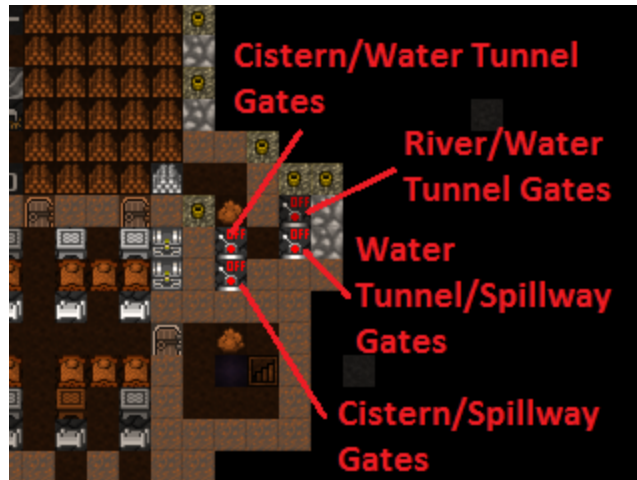 Cistern/Water Tunnel
Gates
River/Water
Tunnel Gates
OFF
OFF
OFF
Water
Tunnel/Spillway
Gates
OFF
Cistern/Spillway
Gates